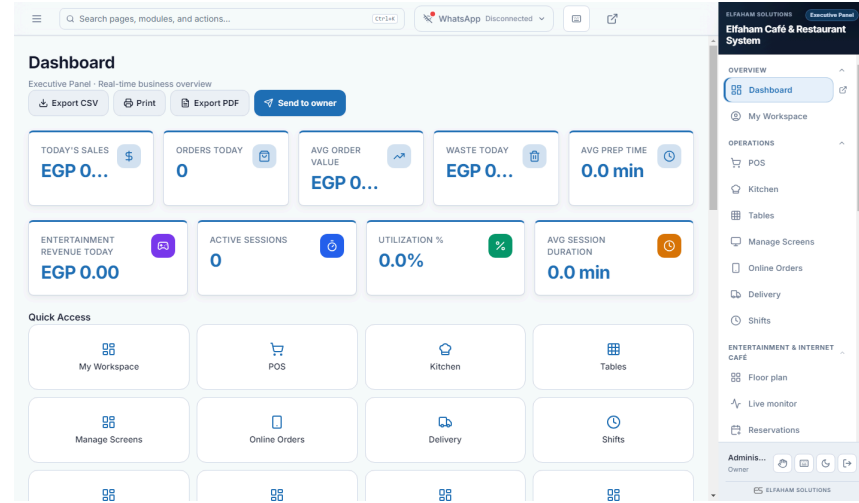 Search pages, modules, and actions...
Ctrl+K
WhatsApp Disconnected
Dashboard
Executive Panel · Real-time business overview
Export CSV
Print
Export PDF
Send to owner
TODAY'S SALES
EGP 0...
ORDERS TODAY
0
AVG ORDER
VALUE
EGP 0...
WASTE TODAY
EGP 0...
AVG PREP TIME
0.0 min
ENTERTAINMENT
REVENUE TODAY
EGP 0.00
ACTIVE SESSIONS
0
UTILIZATION %
0.0%
AVG SESSION
DURATION
0.0 min
Quick Access
My Workspace
POS
Kitchen
Tables
Manage Screens
Online Orders
Delivery
Shifts
ELFAHAM SOLUTIONS
Executive Panel
Elfaham Café & Restaurant
System
OVERVIEW
Dashboard
My Workspace
OPERATIONS
POS
Kitchen
Tables
Manage Screens
Online Orders
Delivery
Shifts
ENTERTAINMENT & INTERNET
CAFÉ
Floor plan
Live monitor
Reservations
Adminis...
Owner
ELFAHAM SOLUTIONS